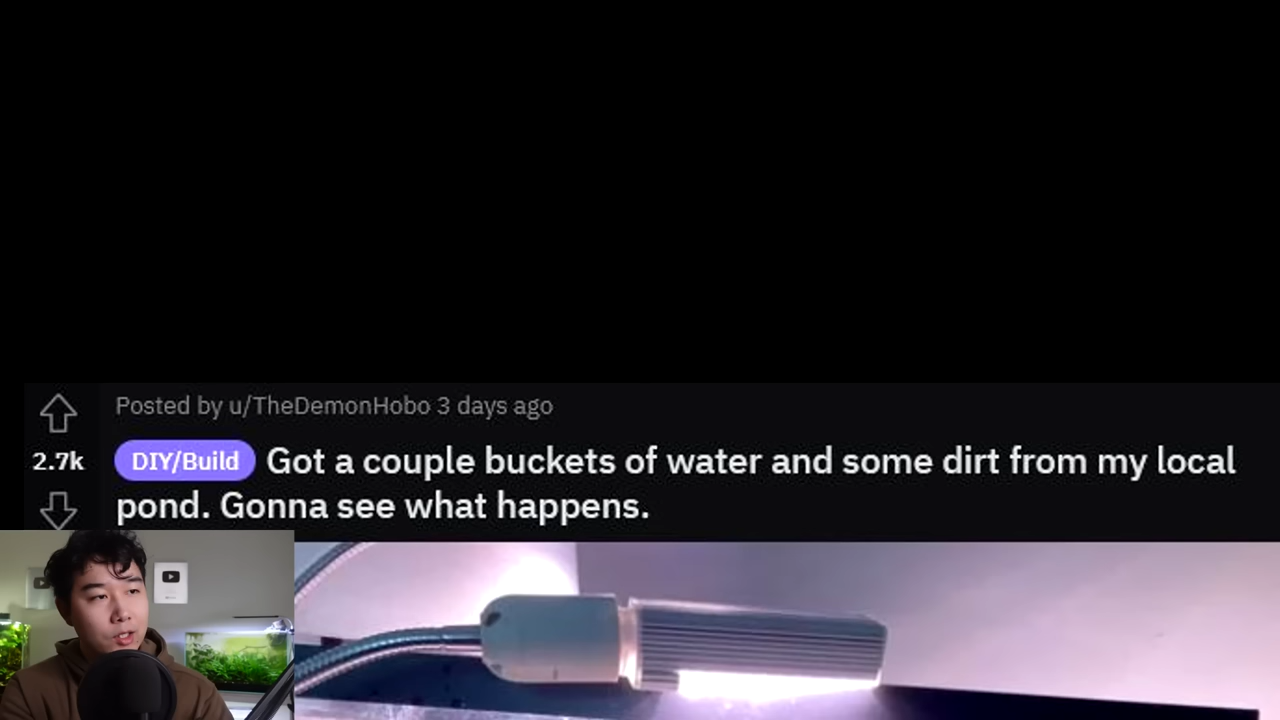 Posted by u/TheDemonHobo 3 days ago
2.7k
DIY/Build Got a couple buckets of water and some dirt from my local
pond. Gonna see what happens.